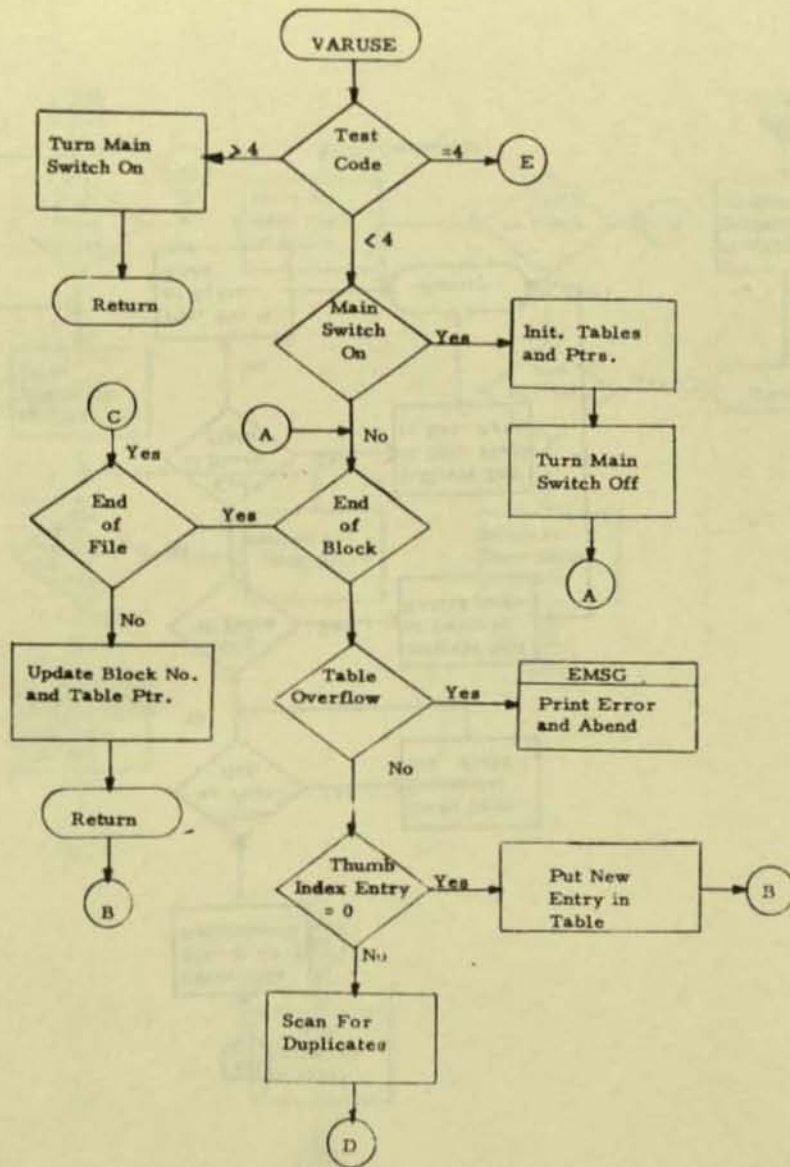 VARUSE
Test
Code
> 4
=4
E
Turn Main
Switch On
< 4
Return
Main
Switch
On
Yes
Init. Tables
and Ptrs.
C
A
No
Turn Main
Switch Off
Yes
End
of
File
Yes
End
of
Block
A
No
Update Block No.
and Table Ptr.
Table
Overflow
Yes
EMSG
Print Error
and Abend
No
Return
Thumb
Index Entry
= 0
Yes
Put New
Entry in
Table
B
B
No
Scan For
Duplicates
D